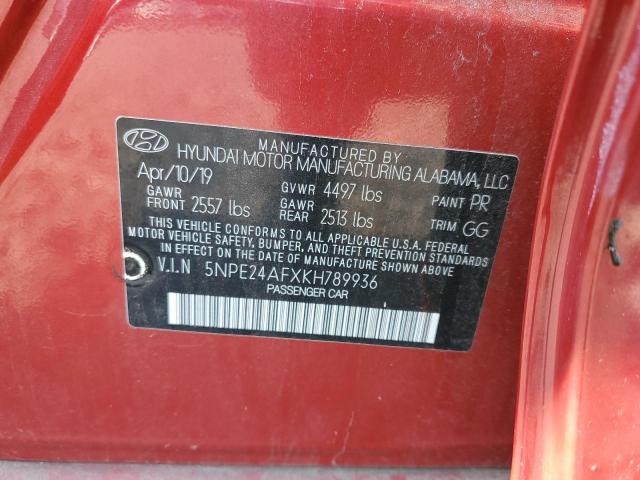 MANUFACTURED BY
HYUNDAI MOTOR MANUFACTURING ALABAMA, LLC
Apr/10/19 GVWR 4497 lbs PAINT PR
GAWR FRONT 2557 lbs GAWR REAR 2513 lbs TRIM GG
THIS VEHICLE CONFORMS TO ALL APPLICABLE U.S.A. FEDERAL
MOTOR VEHICLE SAFETY, BUMPER, AND THEFT PREVENTION STANDARDS
IN EFFECT ON THE DATE OF MANUFACTURE SHOWN ABOVE.
V.I.N 5NPE24AFXKH789936
PASSENGER CAR